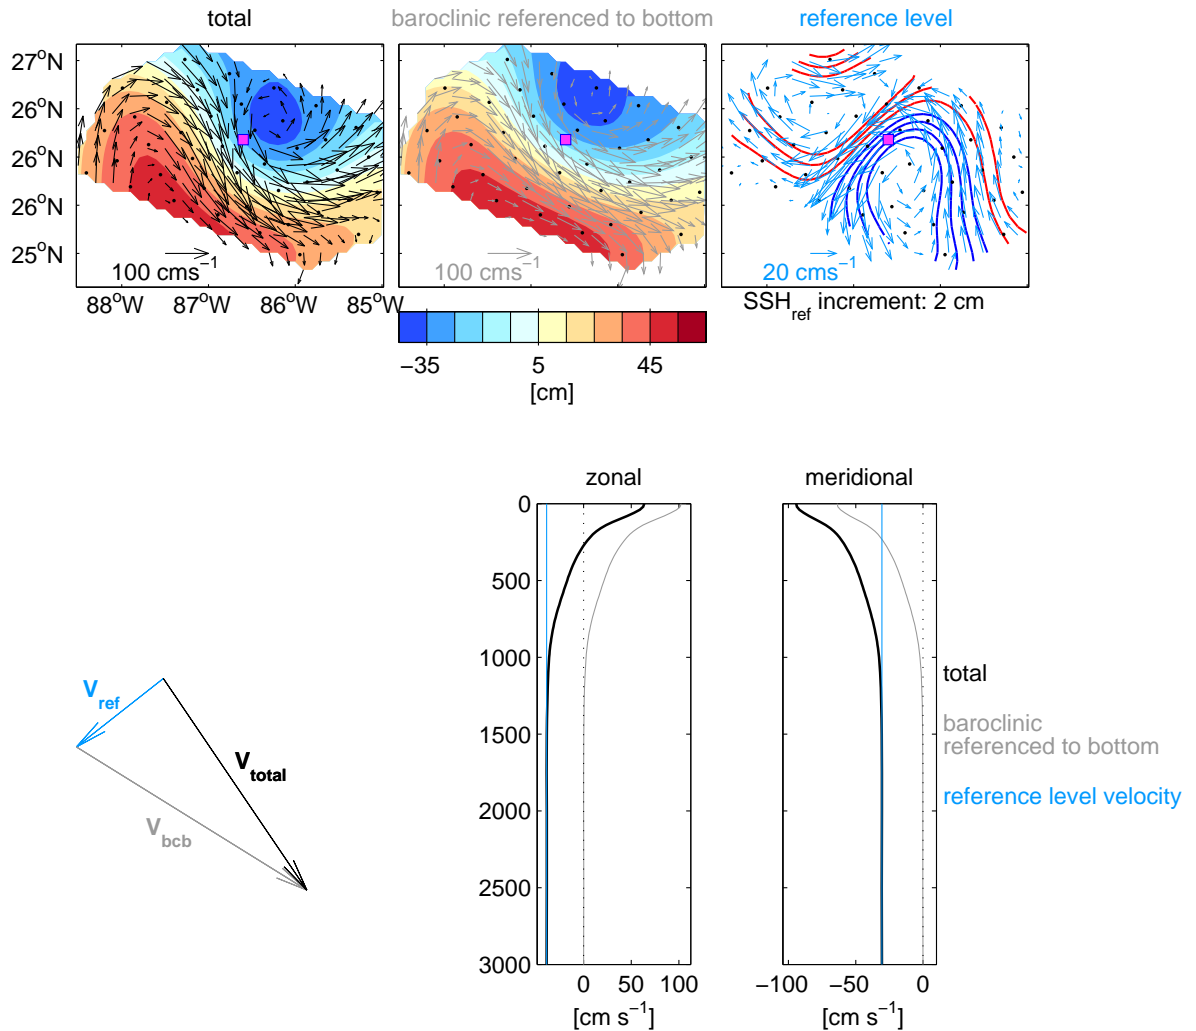 total
baroclinic referenced to bottom
reference level
27°N
26°N
26°N
26°N
25°N
100 cms⁻¹
100 cms⁻¹
20 cms⁻¹
88°W
87°W
86°W
85°W
SSH_ref increment: 2 cm
−35
5
45
[cm]
zonal
meridional
0
500
1000
1500
2000
2500
3000
0
50
100
−100
−50
0
[cm s⁻¹]
[cm s⁻¹]
total
baroclinic
referenced to bottom
reference level velocity
V_ref
V_total
V_bcb